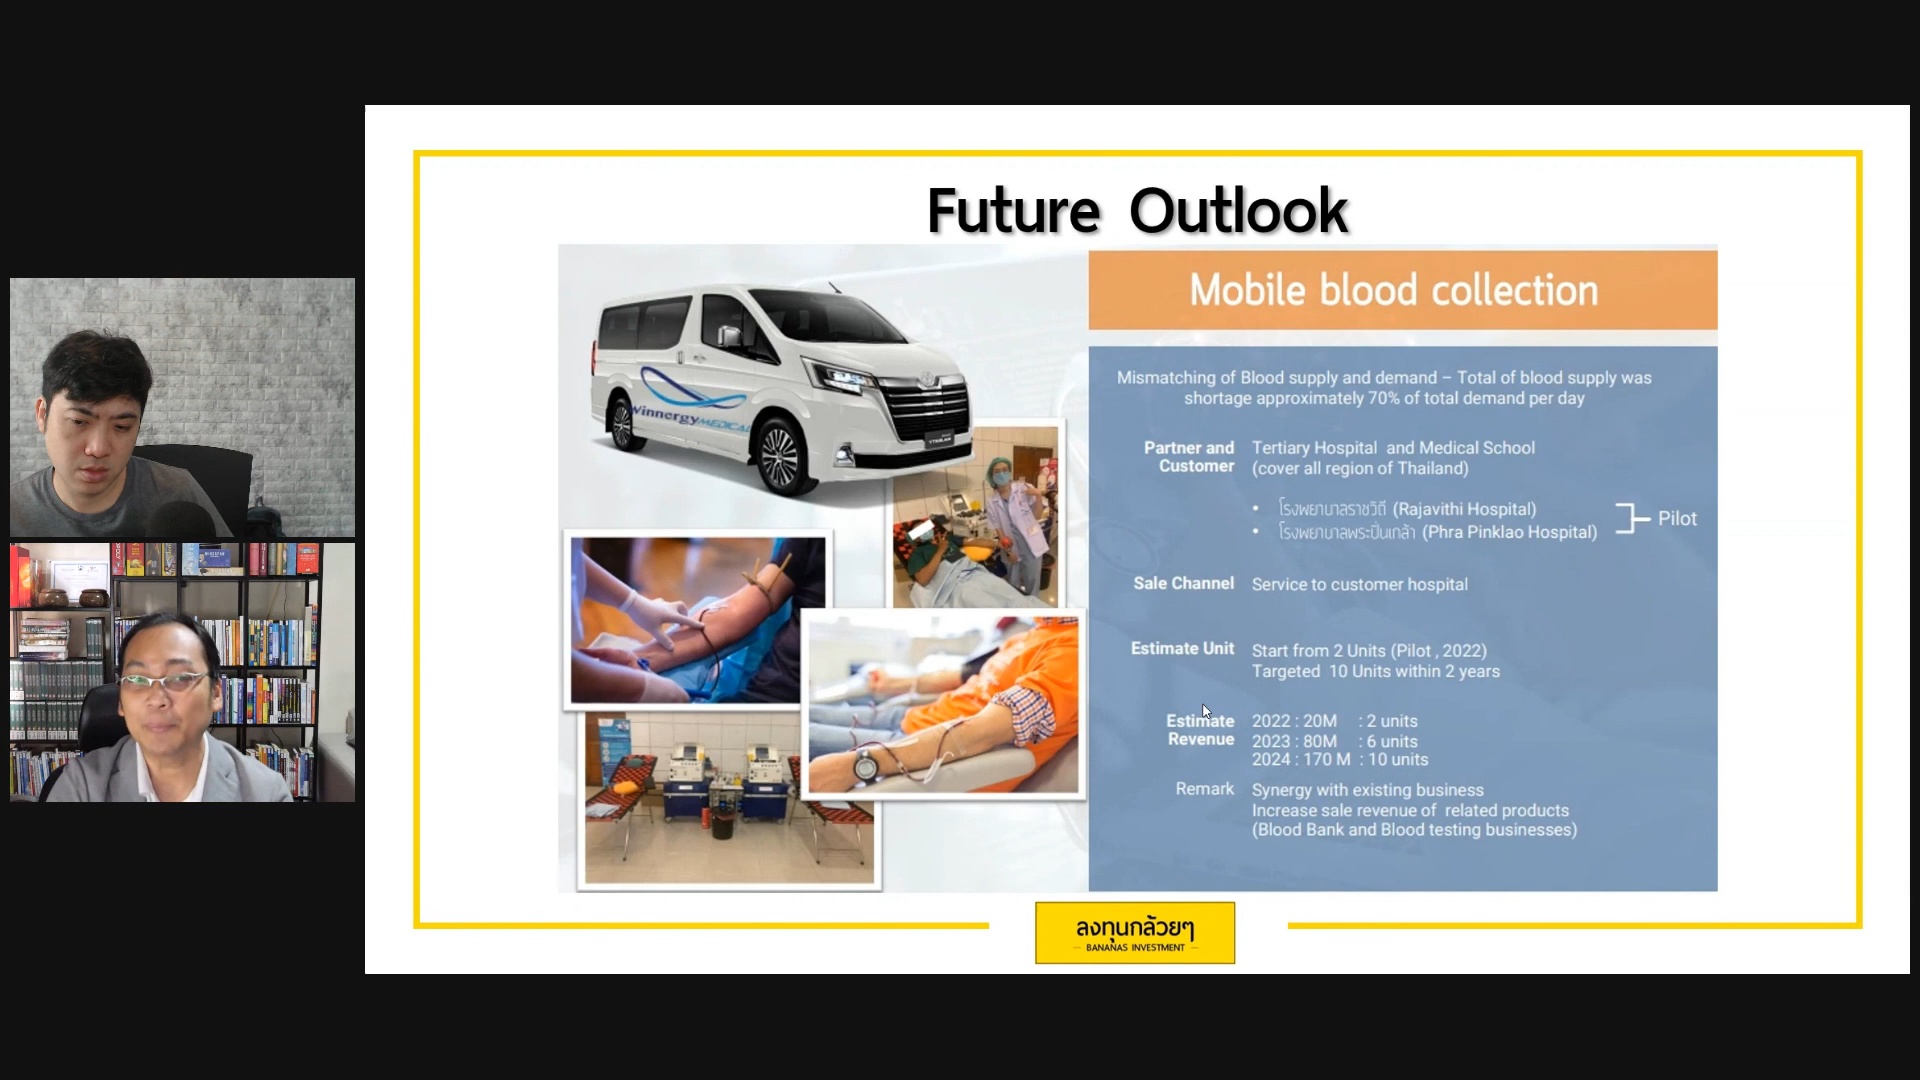 Future Outlook
Mobile blood collection
Mismatching of Blood supply and demand – Total of blood supply was
shortage approximately 70% of total demand per day
Partner and Customer
Tertiary Hospital and Medical School
(cover all region of Thailand)
• โรงพยาบาลราชวิถี (Rajavithi Hospital)
• โรงพยาบาลพระปิ่นเกล้า (Phra Pinklao Hospital)
Pilot
Sale Channel Service to customer hospital
Estimate Unit Start from 2 Units (Pilot , 2022)
Targeted 10 Units within 2 years
Estimate Revenue
2022 : 20M : 2 units
2023 : 80M : 6 units
2024 : 170 M : 10 units
Remark Synergy with existing business
Increase sale revenue of related products
(Blood Bank and Blood testing businesses)
Winnergy MEDICAL
ลงทุนกล้วยๆ
BANANAS INVESTMENT